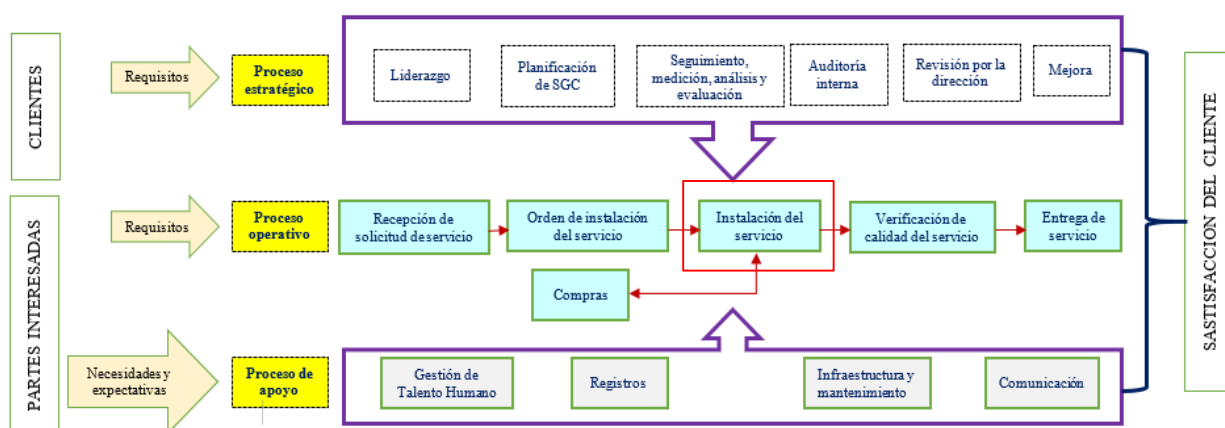 CLIENTES
Requisitos
Proceso
estratégico
Liderazgo
Planificación
de SGC
Seguimiento,
medición, análisis y
evaluación
Auditoría
interna
Revisión por la
dirección
Mejora
SASTISFACCION DEL CLIENTE
PARTES INTERESADAS
Requisitos
Proceso
operativo
Recepción de
solicitud de servicio
Orden de instalación
del servicio
Instalación del
servicio
Verificación de
calidad del servicio
Entrega de
servicio
Compras
Necesidades y
expectativas
Proceso de
apoyo
Gestión de
Talento Humano
Registros
Infraestructura y
mantenimiento
Comunicación